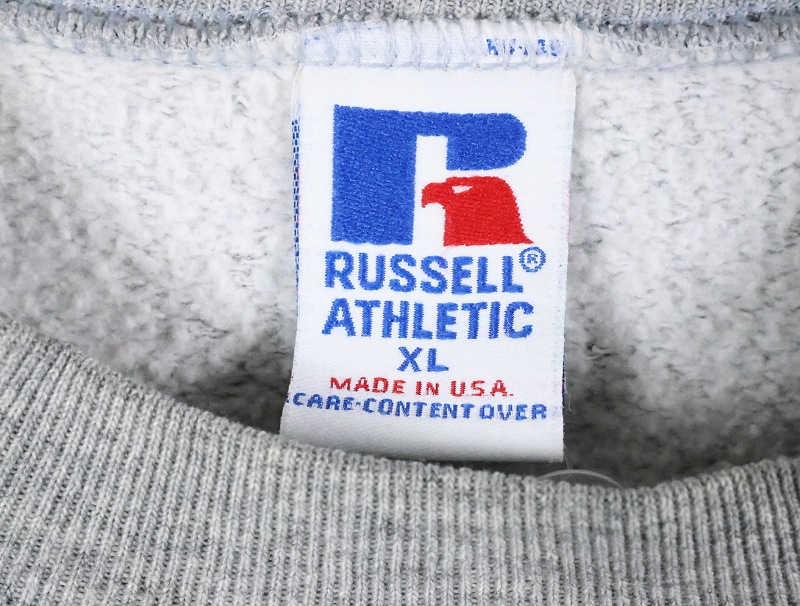 R
RUSSELL®
ATHLETIC
XL
MADE IN U.S.A.
CARE·CONTENT OVER